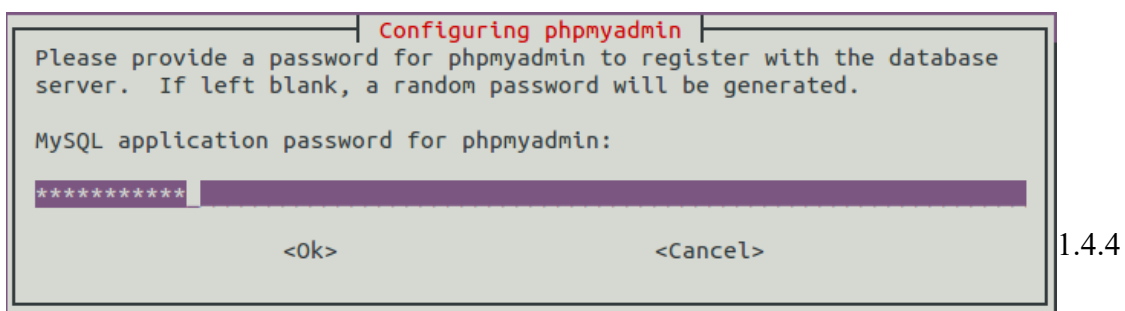 Configuring phpmyadmin
Please provide a password for phpmyadmin to register with the database
server. If left blank, a random password will be generated.
MySQL application password for phpmyadmin:
***********
<Ok> <Cancel>
1.4.4